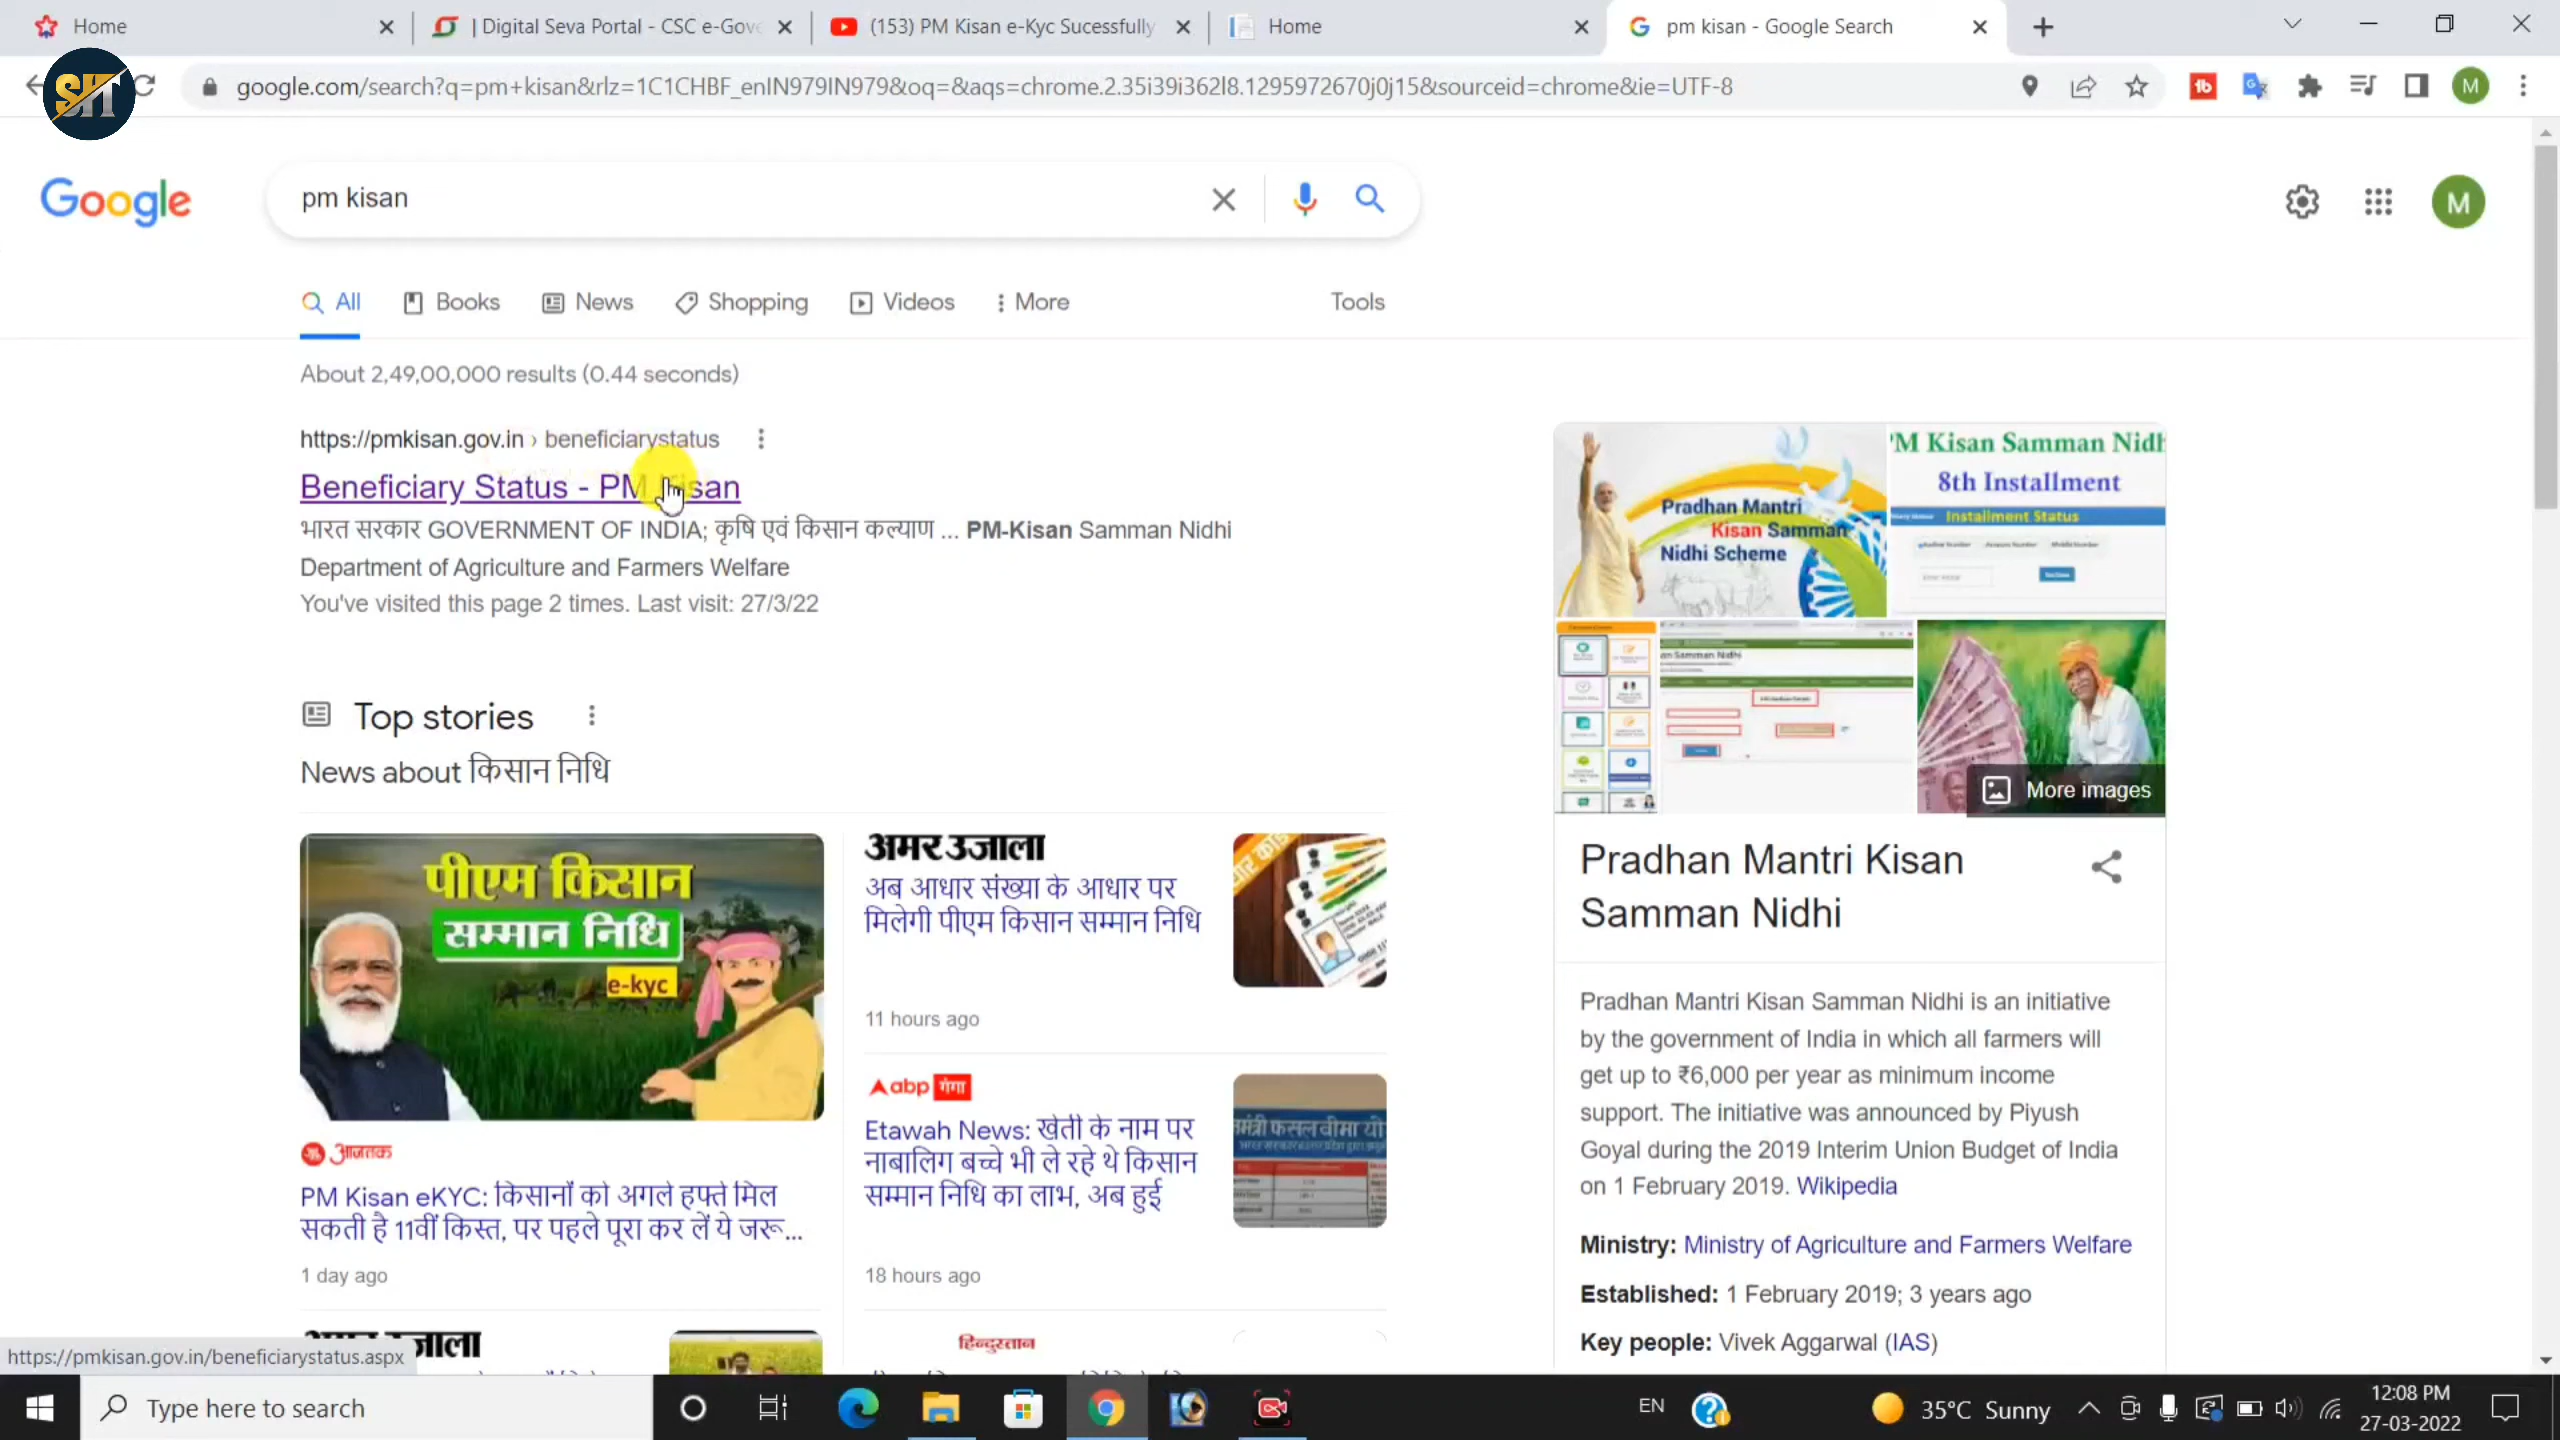 Home
| Digital Seva Portal - CSC e-Gove
(153) PM Kisan e-Kyc Sucessfully
Home
pm kisan - Google Search
SHT
google.com/search?q=pm+kisan&rlz=1C1CHBF_enIN979IN979&oq=&aqs=chrome.2.35i39i362l8.1295972670j0j15&sourceid=chrome&ie=UTF-8
M
Google
pm kisan
M
All
Books
News
Shopping
Videos
More
Tools
About 2,49,00,000 results (0.44 seconds)
https://pmkisan.gov.in › beneficiarystatus
Beneficiary Status - PM Kisan
भारत सरकार GOVERNMENT OF INDIA; कृषि एवं किसान कल्याण ... PM-Kisan Samman Nidhi
Department of Agriculture and Farmers Welfare
You've visited this page 2 times. Last visit: 27/3/22
Top stories
News about किसान निधि
पीएम किसान
सम्मान निधि
e-kyc
आजतक
PM Kisan eKYC: किसानों को अगले हफ्ते मिल
सकती है 11वीं किस्त, पर पहले पूरा कर लें ये जरू...
1 day ago
अमर उजाला
अब आधार संख्या के आधार पर
मिलेगी पीएम किसान सम्मान निधि
11 hours ago
abp गंगा
Etawah News: खेती के नाम पर
नाबालिग बच्चे भी ले रहे थे किसान
सम्मान निधि का लाभ, अब हुई
18 hours ago
हिन्दुस्तान
Pradhan Mantri
Kisan Samman
Nidhi Scheme
PM Kisan Samman Nidh
8th Installment
Installment Status
More images
Pradhan Mantri Kisan
Samman Nidhi
Pradhan Mantri Kisan Samman Nidhi is an initiative
by the government of India in which all farmers will
get up to ₹6,000 per year as minimum income
support. The initiative was announced by Piyush
Goyal during the 2019 Interim Union Budget of India
on 1 February 2019. Wikipedia
Ministry: Ministry of Agriculture and Farmers Welfare
Established: 1 February 2019; 3 years ago
Key people: Vivek Aggarwal (IAS)
https://pmkisan.gov.in/beneficiarystatus.aspx
Type here to search
EN
35°C Sunny
12:08 PM
27-03-2022